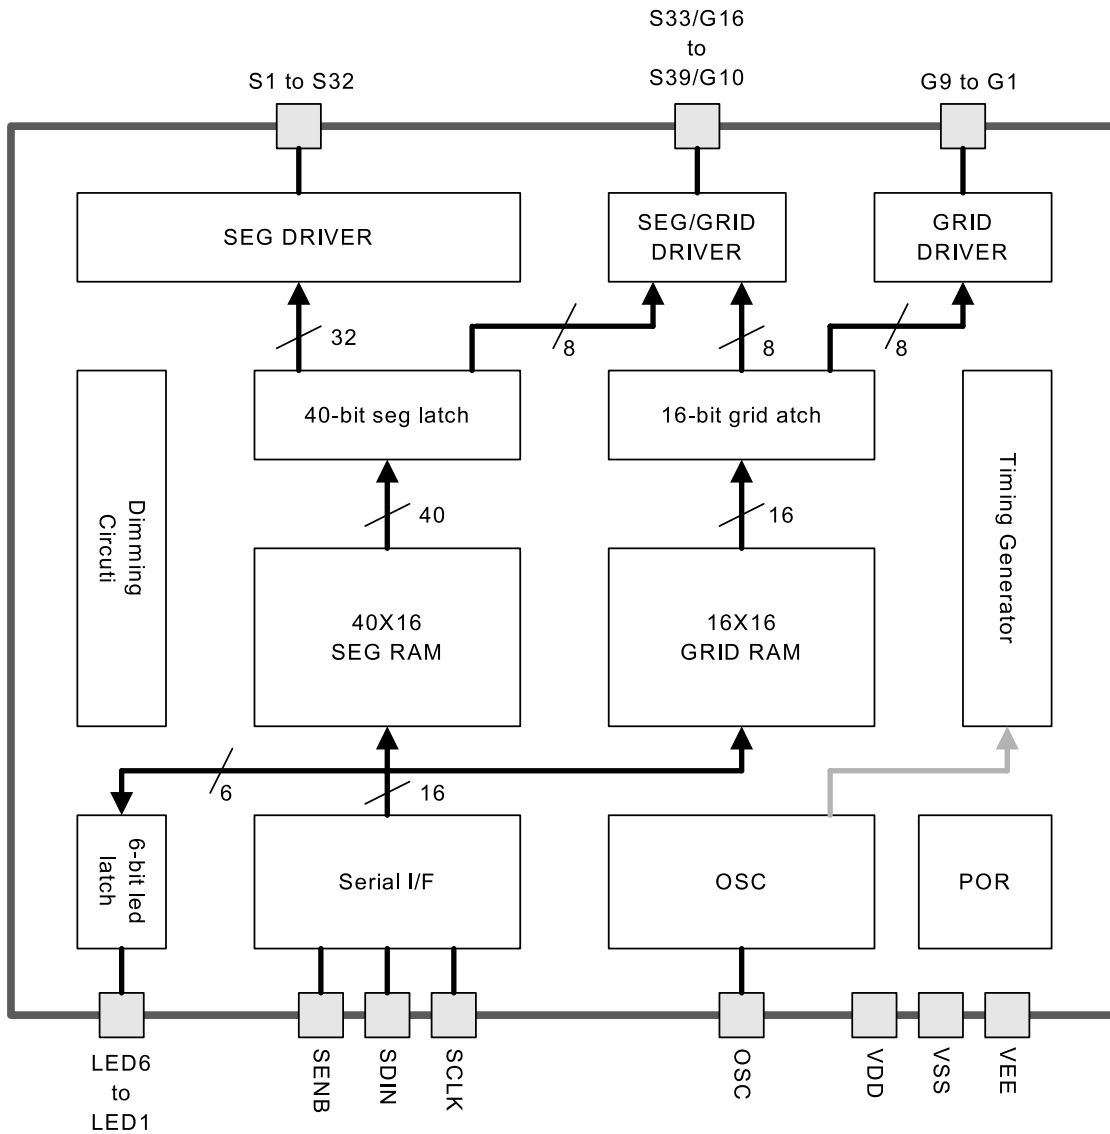 S33/G16
to
S39/G10
S1 to S32
G9 to G1
SEG DRIVER
SEG/GRID
DRIVER
GRID
DRIVER
32
8
8
8
40-bit seg latch
16-bit grid atch
Dimming
Circuti
Timing Generator
40
16
40X16
SEG RAM
16X16
GRID RAM
6
16
6-bit led
latch
Serial I/F
OSC
POR
LED6
to
LED1
SENB
SDIN
SCLK
OSC
VDD
VSS
VEE